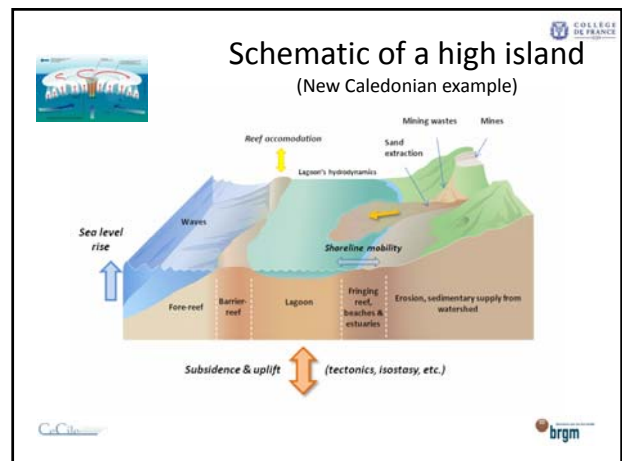 COLLÈGE
DE FRANCE
Schematic of a high island
(New Caledonian example)
Mining wastes
Mines
Sand
extraction
Reef accomodation
Lagoon's hydrodynamics
Waves
Sea level
rise
Shoreline mobility
Fore-reef
Barrier-
reef
Lagoon
Fringing
reef,
beaches &
estuaries
Erosion, sedimentary supply from
watershed
Subsidence & uplift
(tectonics, isostasy, etc.)
CeCile
brgm